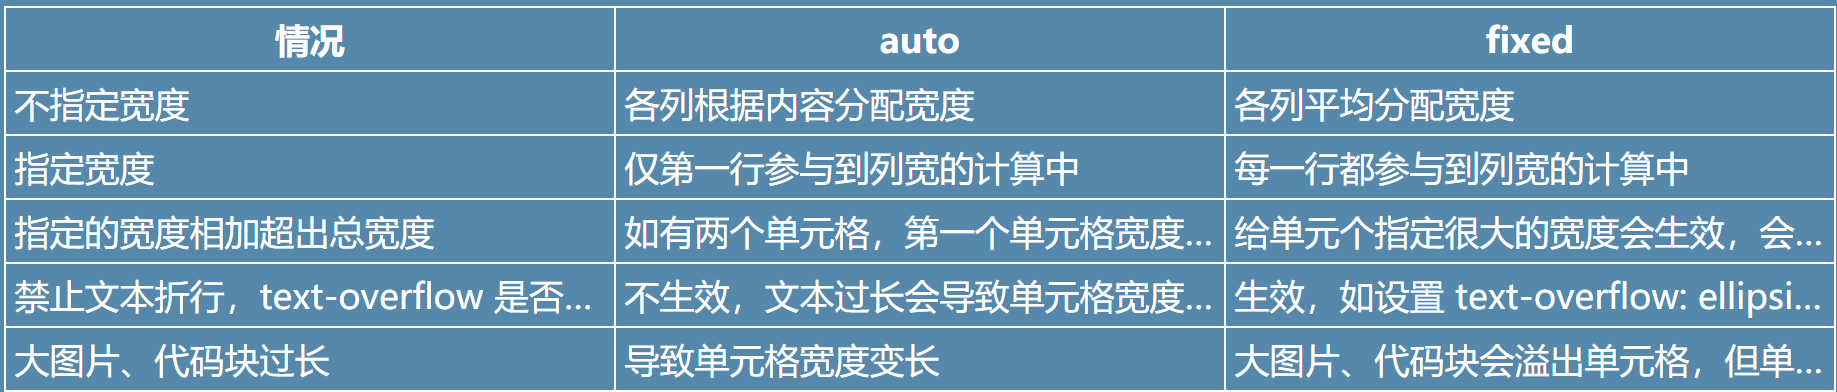 情况 auto fixed
不指定宽度 各列根据内容分配宽度 各列平均分配宽度
指定宽度 仅第一行参与到列宽的计算中 每一行都参与到列宽的计算中
指定的宽度相加超出总宽度 如有两个单元格，第一个单元格宽度... 给单元个指定很大的宽度会生效，会...
禁止文本折行，text-overflow 是否... 不生效，文本过长会导致单元格宽度... 生效，如设置 text-overflow: ellipsi...
大图片、代码块过长 导致单元格宽度变长 大图片、代码块会溢出单元格，但单...